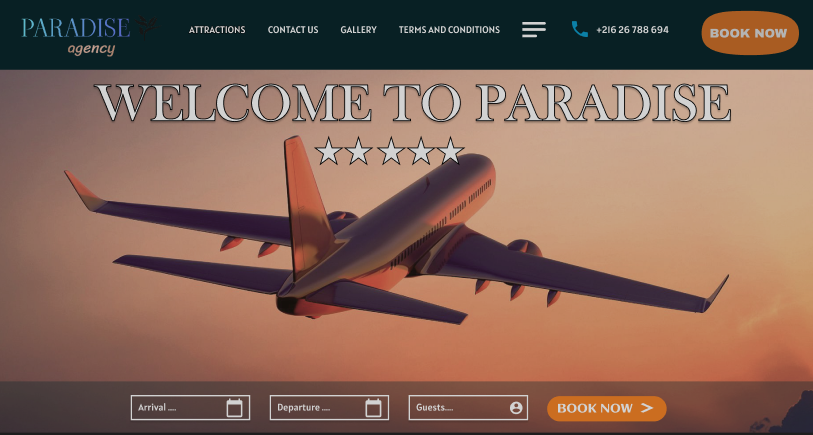 PARADISE
agency
ATTRACTIONS
CONTACT US
GALLERY
TERMS AND CONDITIONS
+216 26 788 694
BOOK NOW
WELCOME TO PARADISE
Arrival ....
Departure ....
Guests....
BOOK NOW >